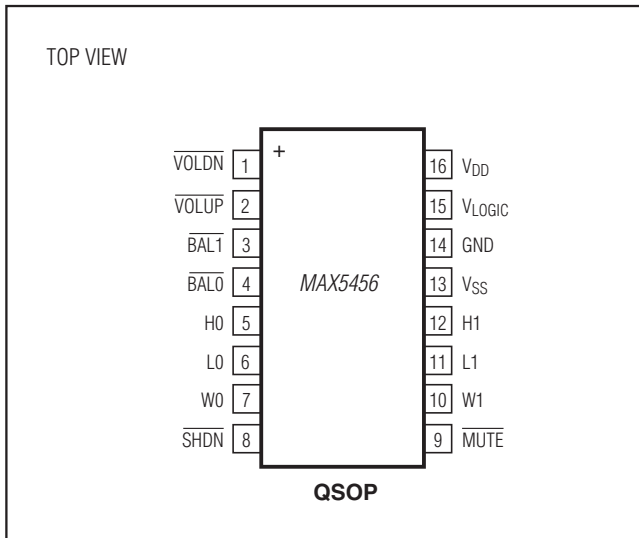 TOP VIEW
+
VOLDN 1 16 VDD
VOLUP 2 15 VLOGIC
BAL1 3 14 GND
BAL0 4 MAX5456 13 VSS
H0 5 12 H1
L0 6 11 L1
W0 7 10 W1
SHDN 8 9 MUTE
QSOP